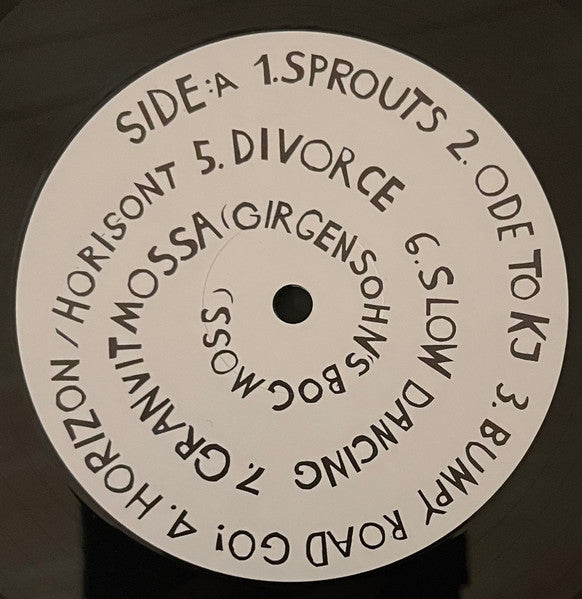 SIDE:A 1.SPROUTS 2.ODE TO KJ 3.BUMPY ROAD GO! 4.HORIZON/HORISONT 5.DIVORCE 6.SLOW DANCING 7.GRANVITMOSSA (GIRGENSOHN'S BOG MOSS)